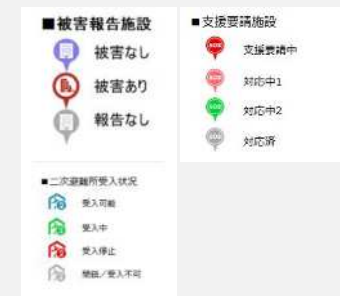 ■被害報告施設
被害なし
被害あり
報告なし
■支援要請施設
支援要請中
対応中1
対応中2
対応済
■二次避難所受入状況
受入可能
受入中
受入停止
閉鎖/受入不可